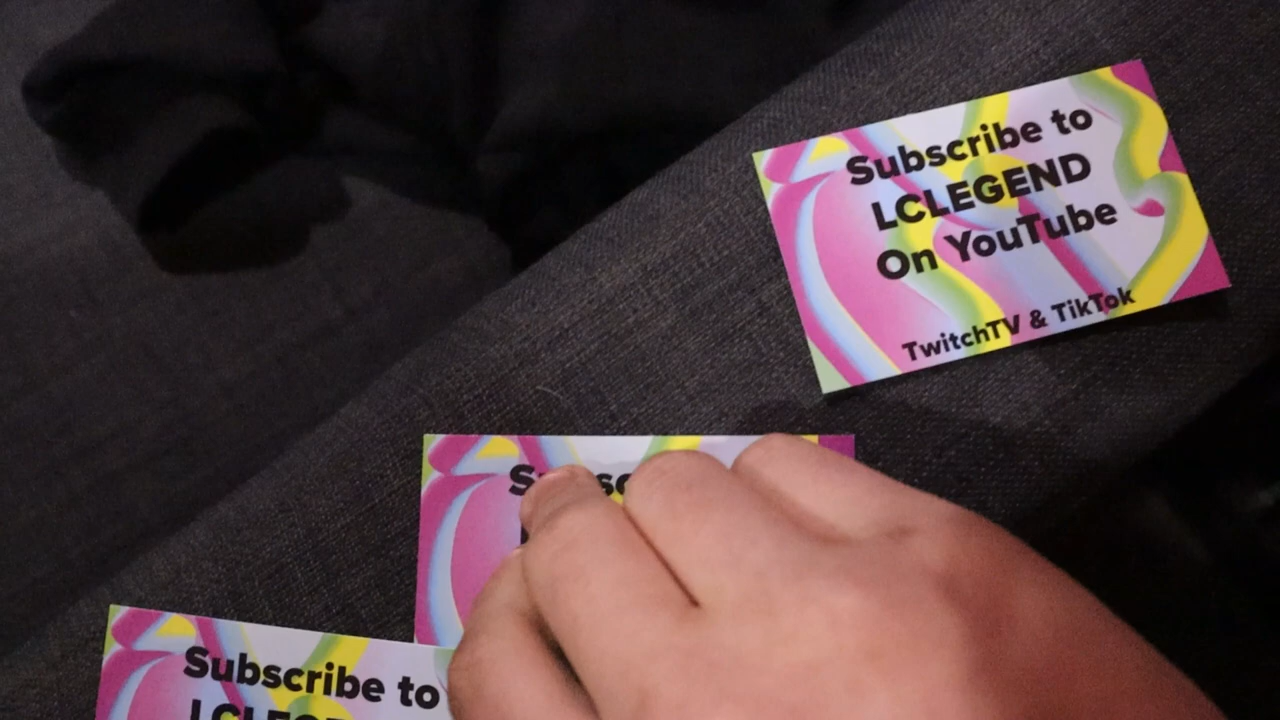 Subscribe to
LCLEGEND
On YouTube
TwitchTV & TikTok
Subscribe to